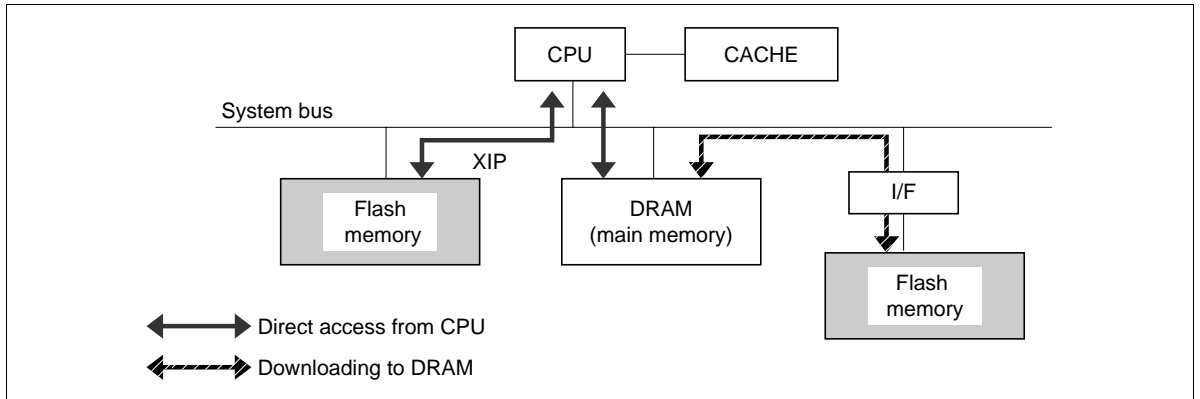 CPU
CACHE
System bus
XIP
I/F
Flash
memory
DRAM
(main memory)
Flash
memory
Direct access from CPU
Downloading to DRAM